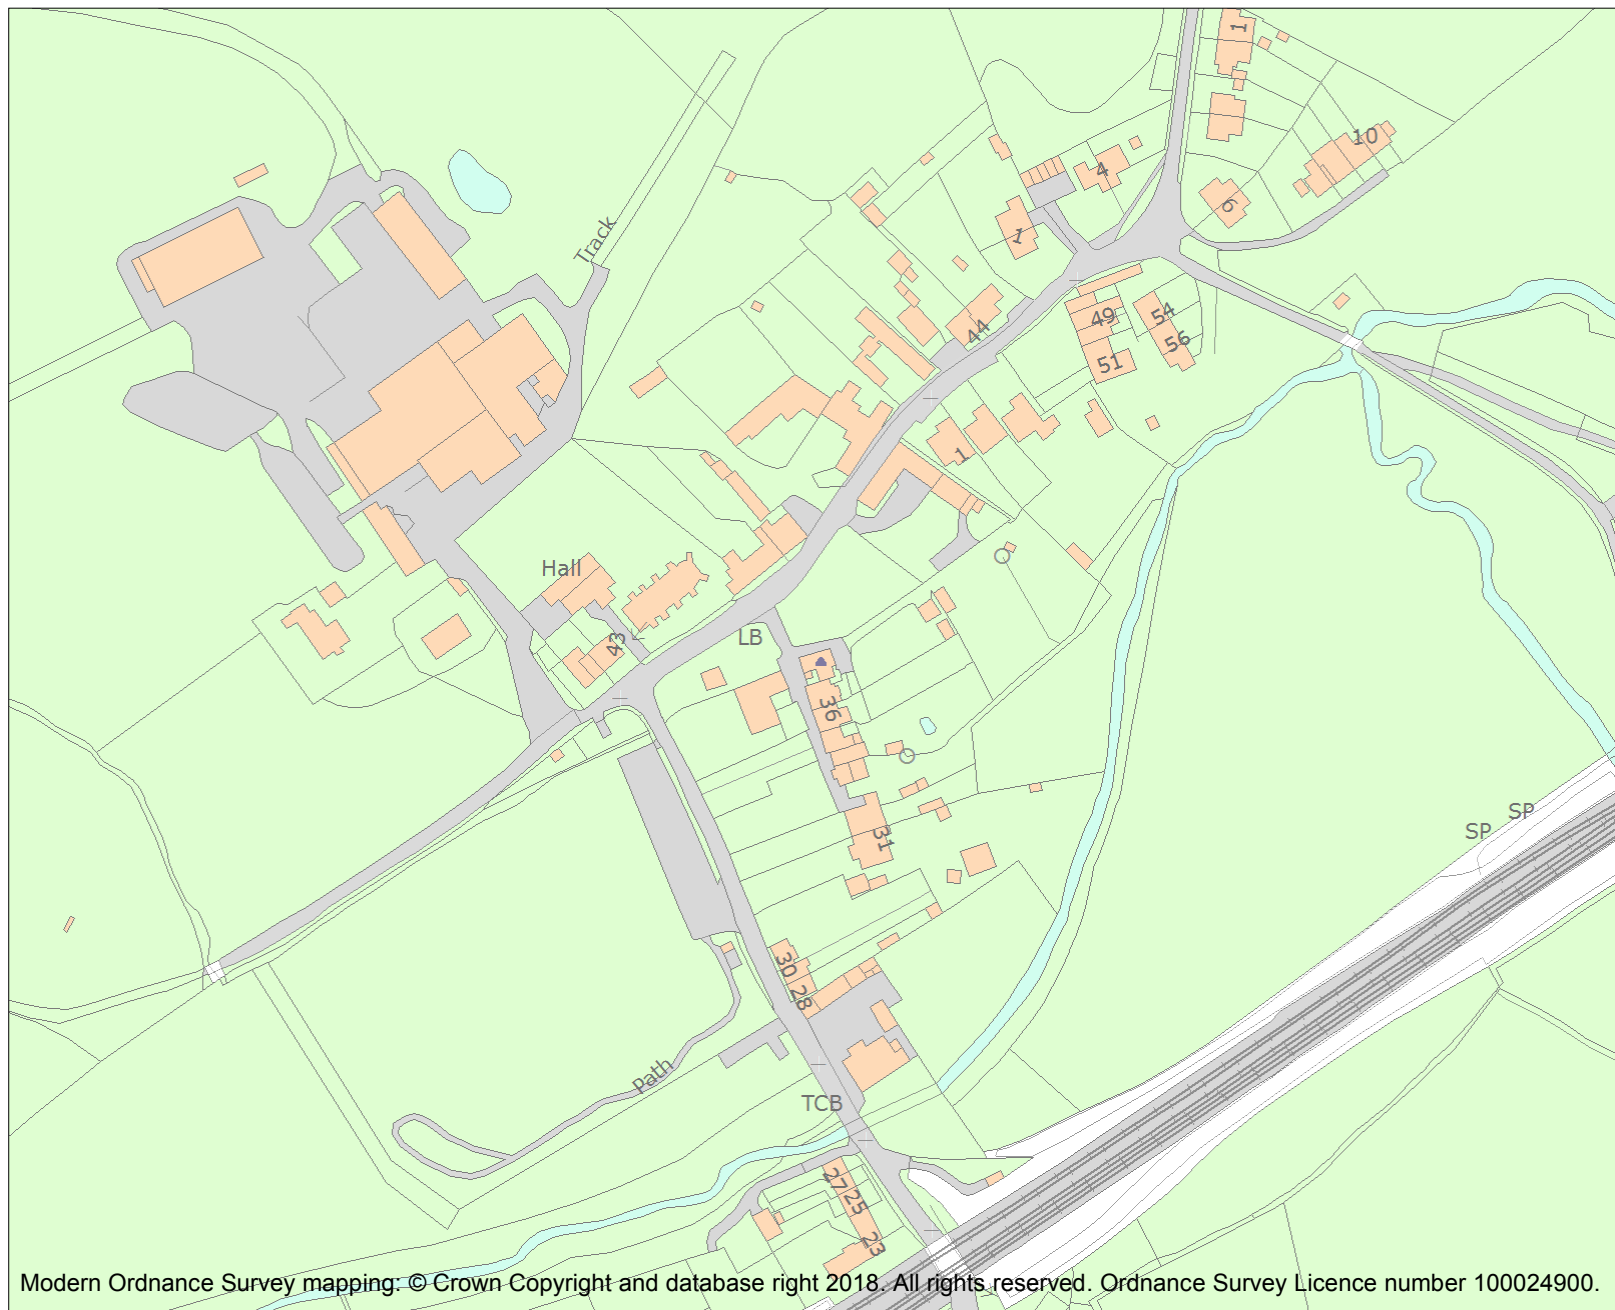 1
10
4
6
1
Track
49
54
44
56
51
1
Hall
43
LB
36
SP
SP
31
30
28
Path
TCB
27
25
23
Modern Ordnance Survey mapping: © Crown Copyright and database right 2018. All rights reserved. Ordnance Survey Licence number 100024900.